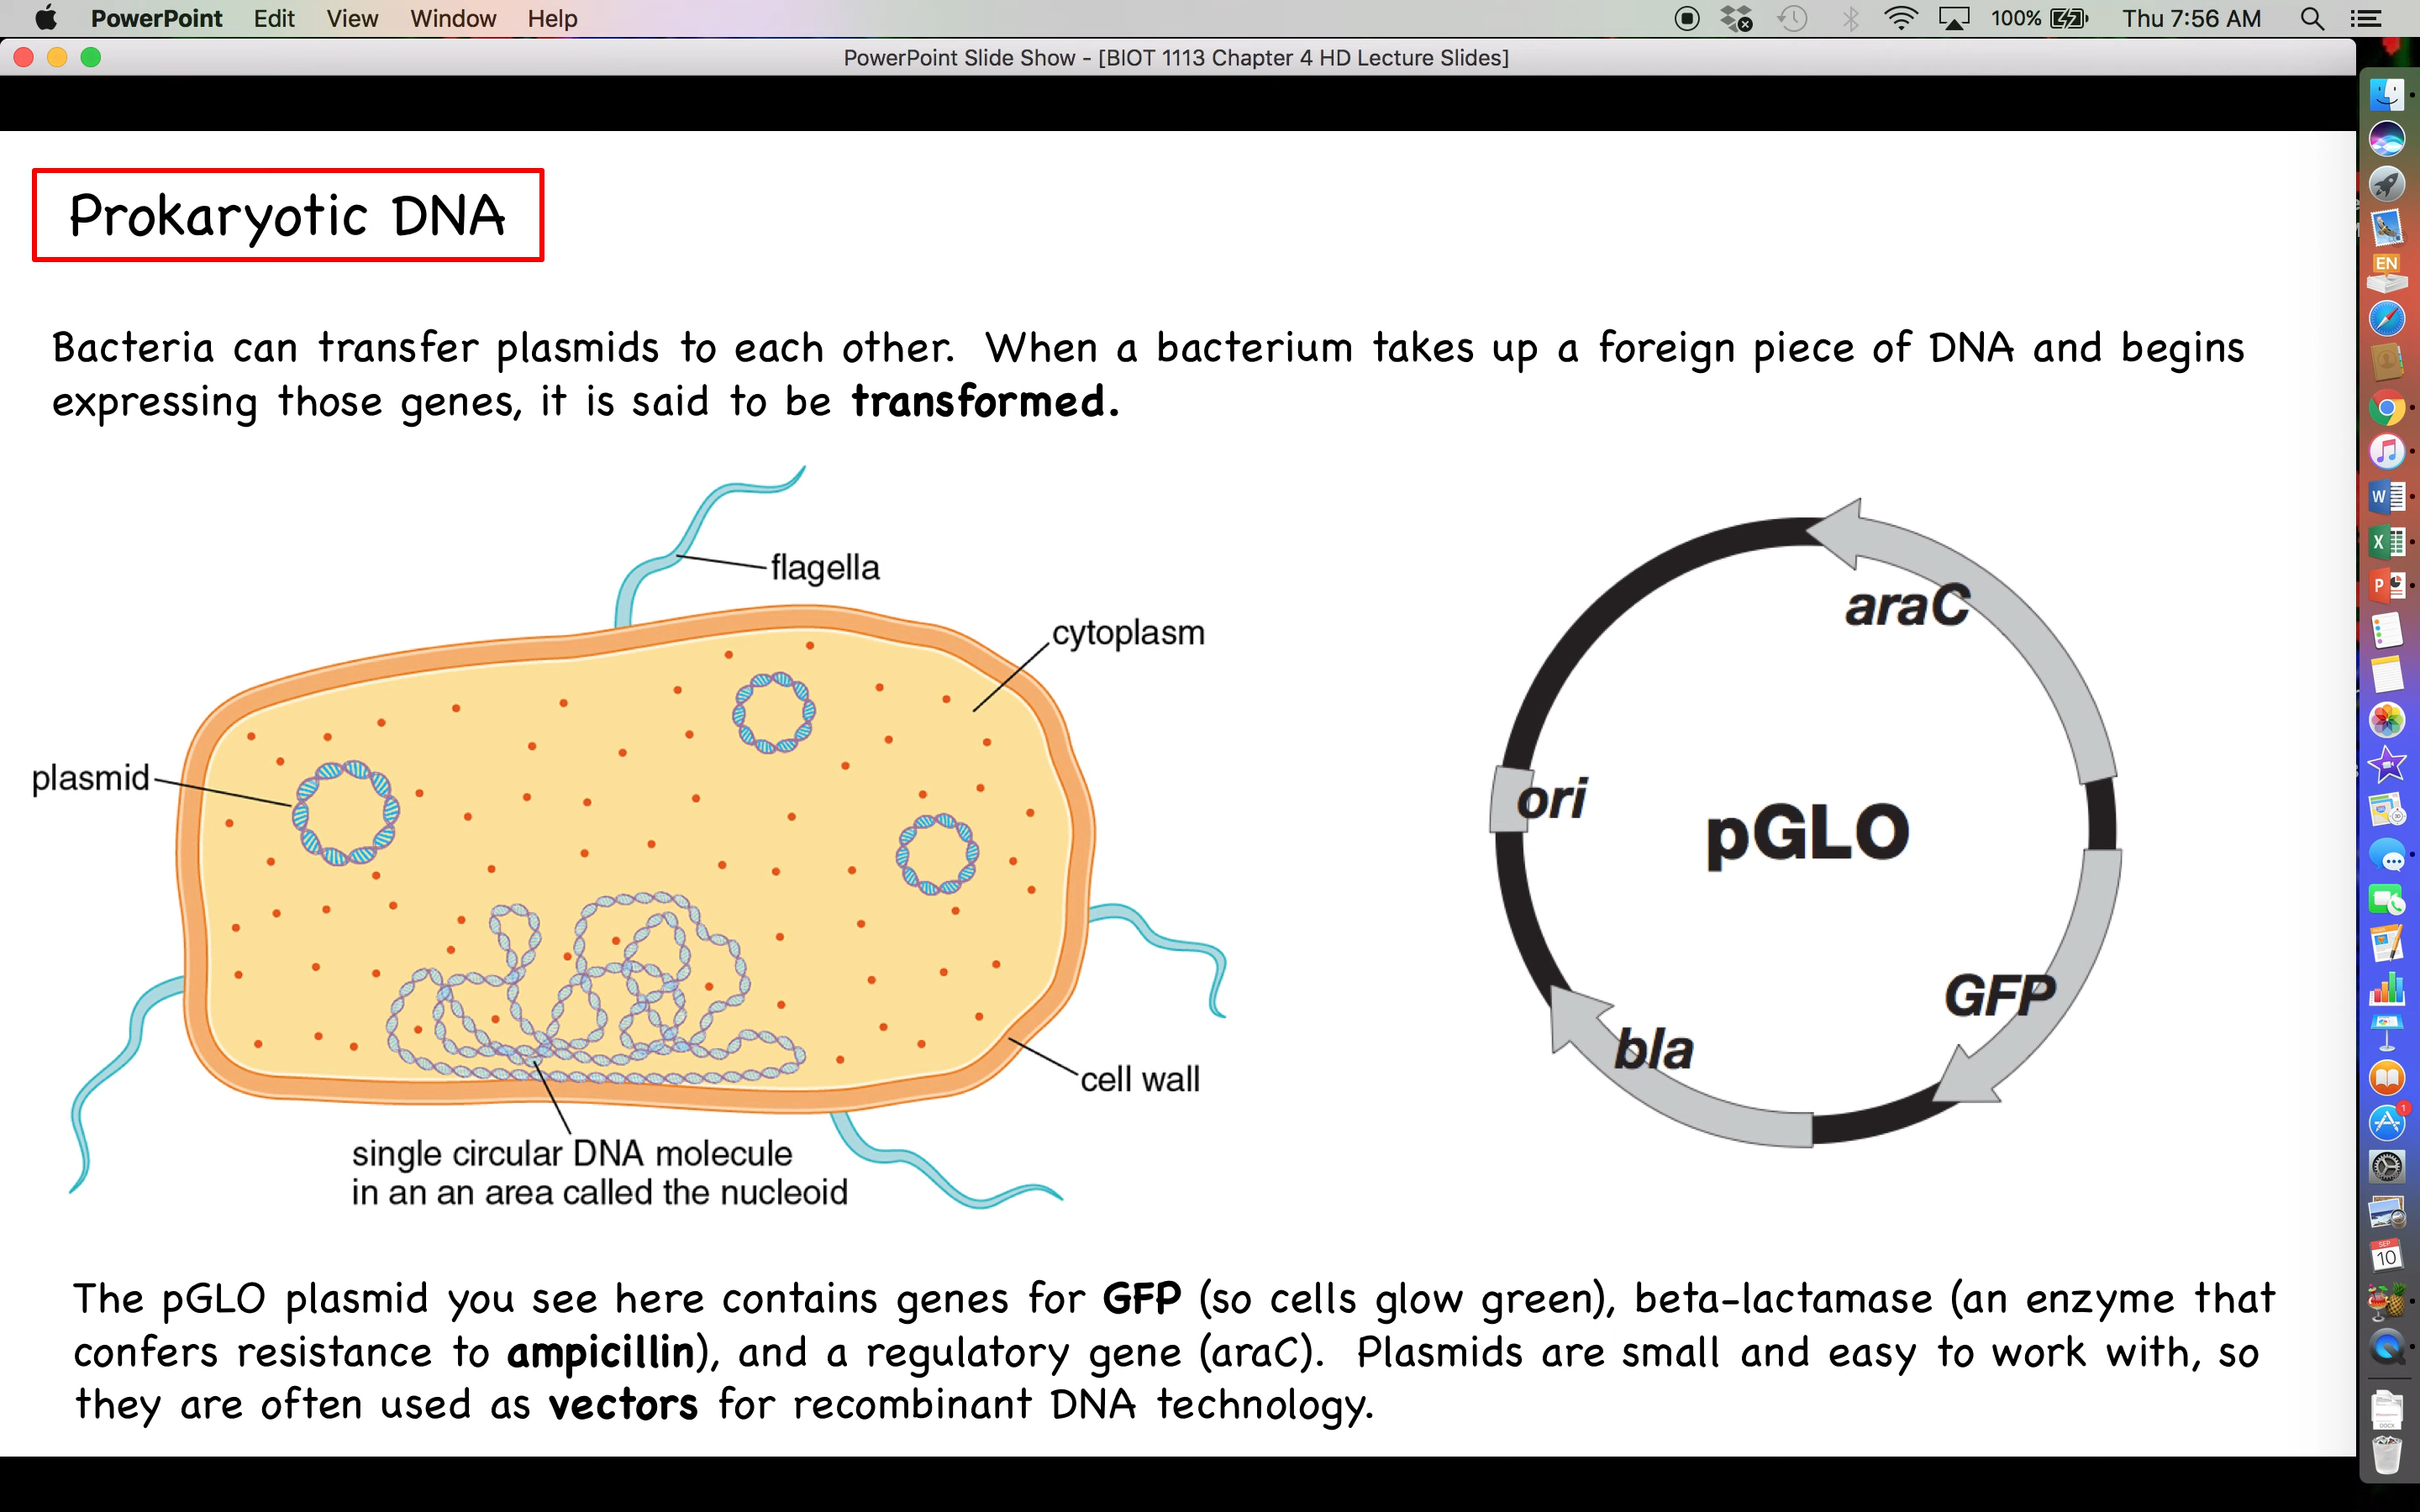 PowerPoint Edit View Window Help 100% Thu 7:56 AM
PowerPoint Slide Show - [BIOT 1113 Chapter 4 HD Lecture Slides]
Prokaryotic DNA
Bacteria can transfer plasmids to each other. When a bacterium takes up a foreign piece of DNA and begins
expressing those genes, it is said to be transformed.
flagella
cytoplasm
plasmid
cell wall
single circular DNA molecule
in an an area called the nucleoid
araC
ori
pGLO
GFP
bla
The pGLO plasmid you see here contains genes for GFP (so cells glow green), beta-lactamase (an enzyme that
confers resistance to ampicillin), and a regulatory gene (araC). Plasmids are small and easy to work with, so
they are often used as vectors for recombinant DNA technology.
EN
W
X
P
1
SEP
10
DOCX